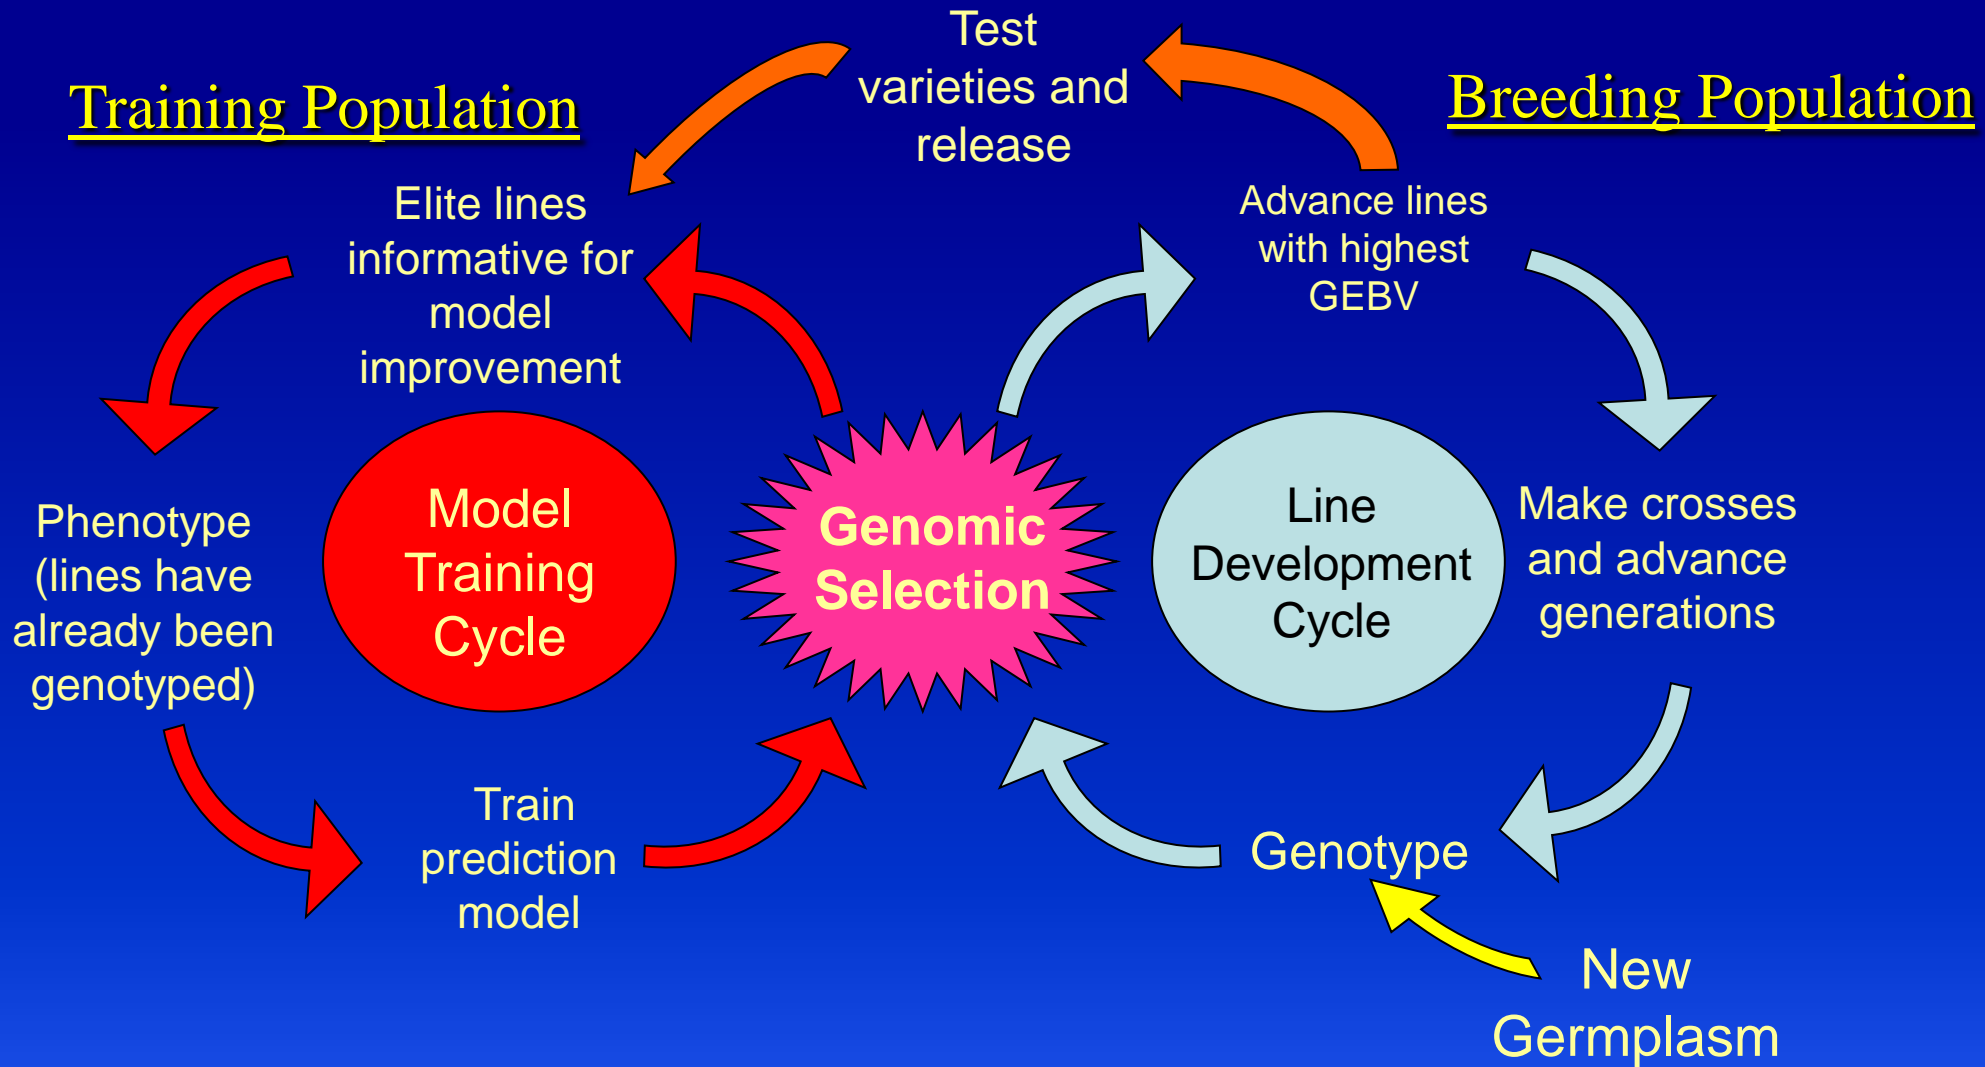 Test
varieties and
release
Training Population
Breeding Population
Elite lines
informative for
model
improvement
Advance lines
with highest
GEBV
Phenotype
(lines have
already been
genotyped)
Model
Training
Cycle
Genomic
Selection
Line
Development
Cycle
Make crosses
and advance
generations
Train
prediction
model
Genotype
New
Germplasm